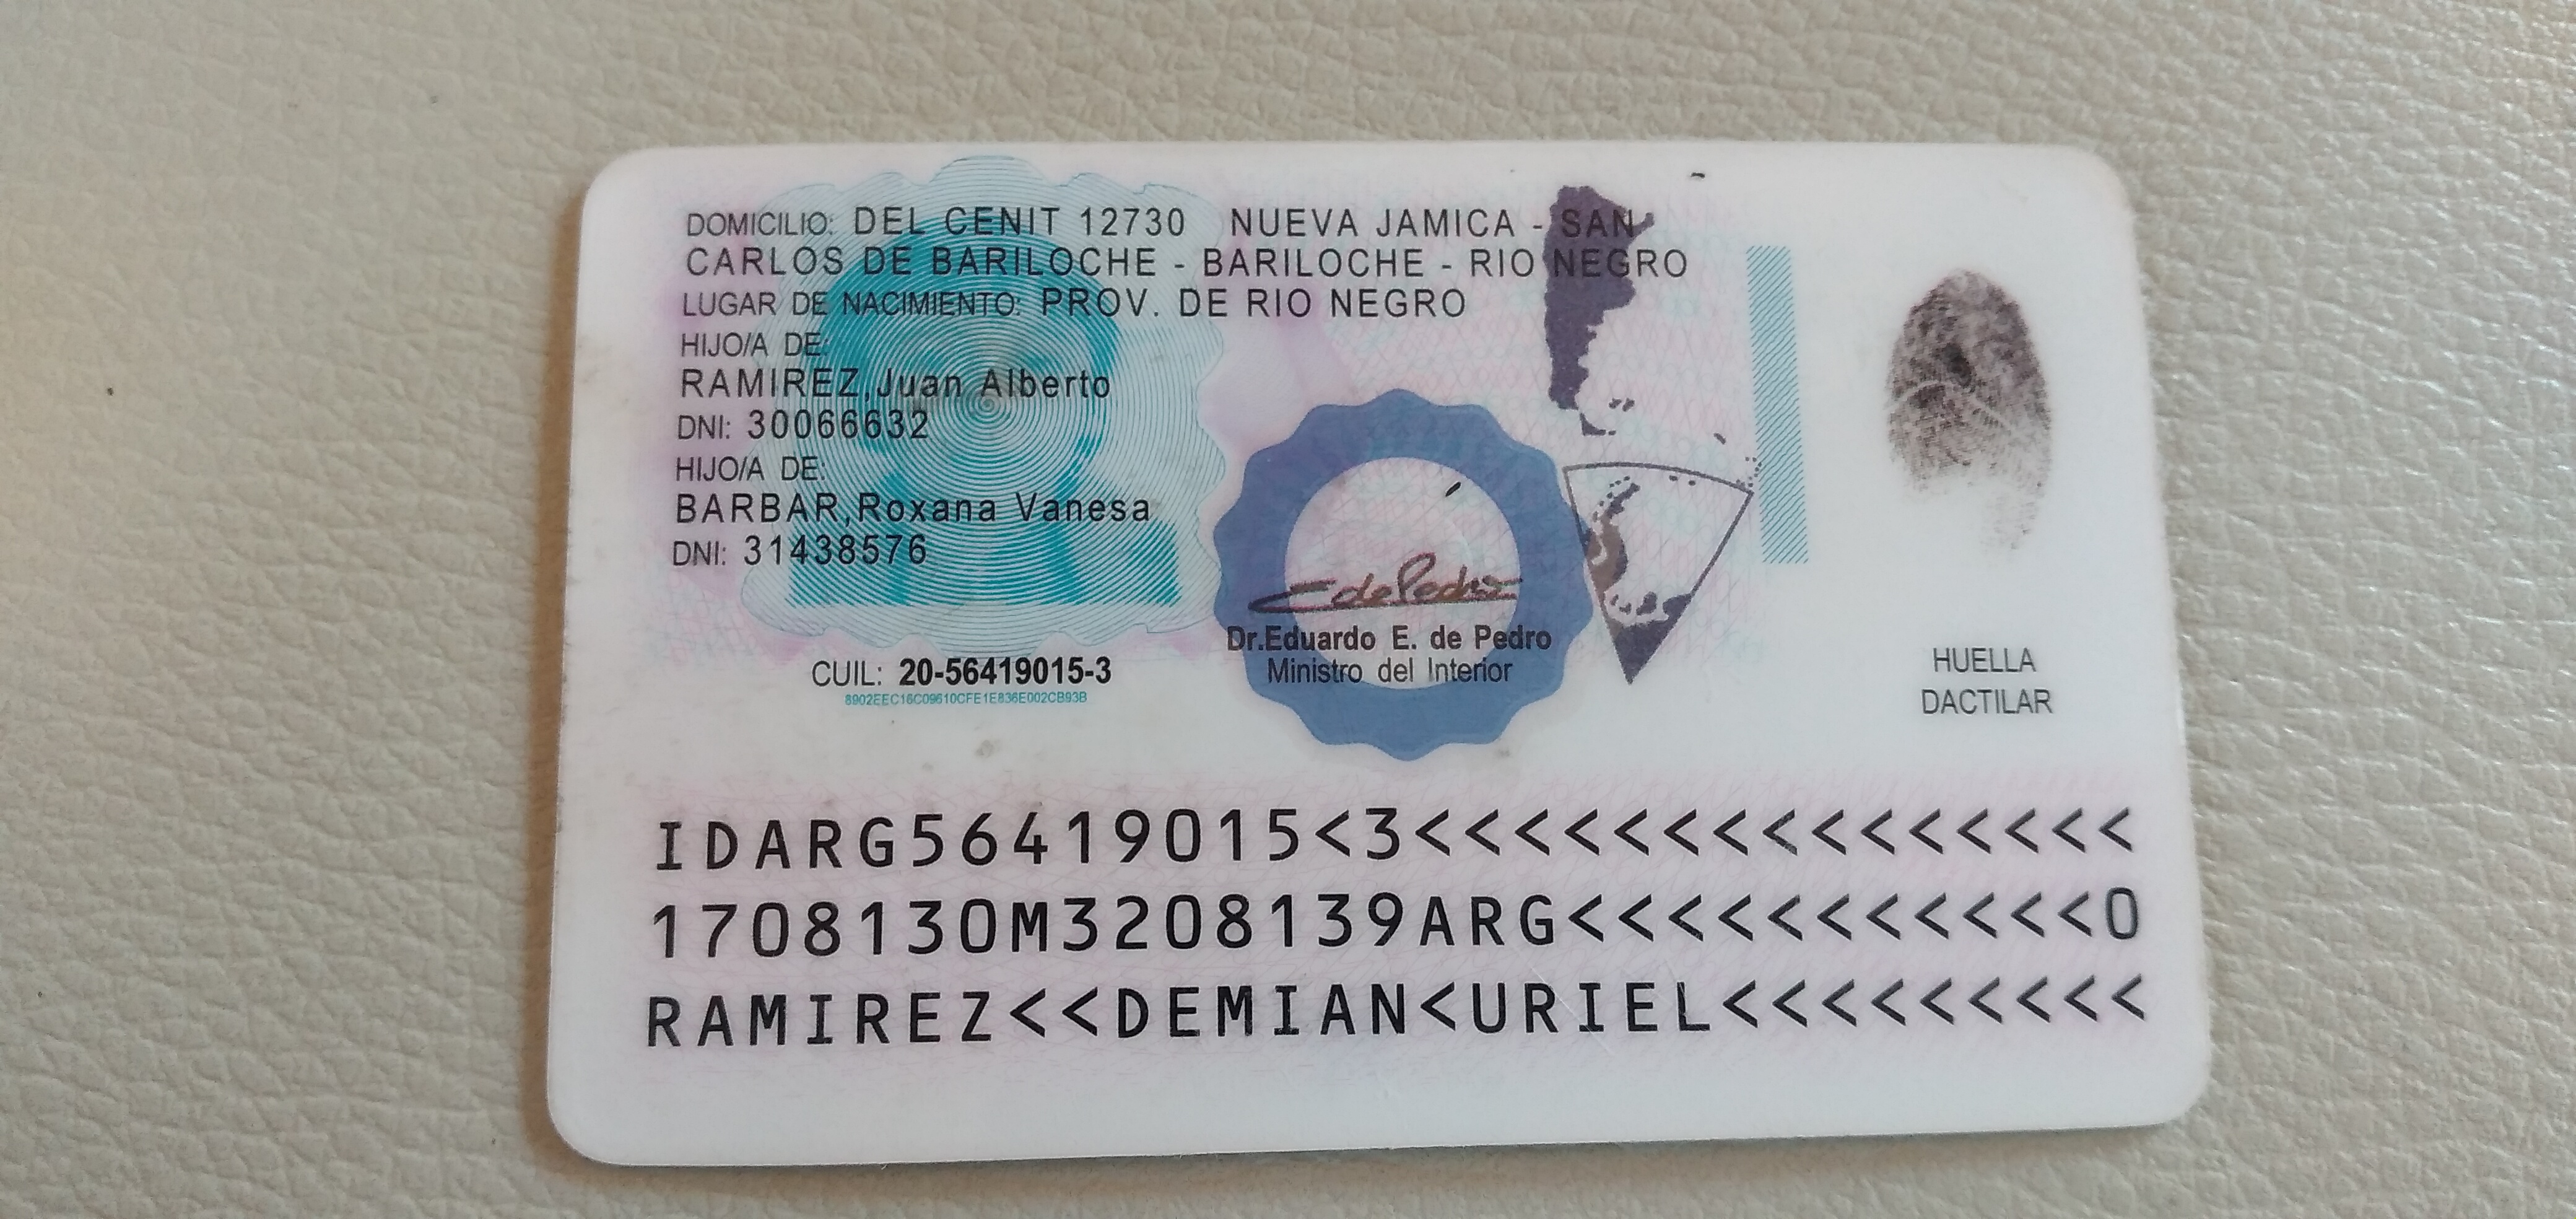 DOMICILIO: DEL CENIT 12730 NUEVA JAMICA - SAN
CARLOS DE BARILOCHE - BARILOCHE - RIO NEGRO
LUGAR DE NACIMIENTO: PROV. DE RIO NEGRO
HIJO/A DE:
RAMIREZ,Juan Alberto
DNI: 30066632
HIJO/A DE:
BARBAR,Roxana Vanesa
DNI: 31438576
EdePedro
Dr.Eduardo E. de Pedro
Ministro del Interior
CUIL: 20-56419015-3
8902EEC16C09610CFE1E836E002CB93B
HUELLA
DACTILAR
IDARG56419015<3<<<<<<<<<<<<<<<
1708130M3208139ARG<<<<<<<<<<<0
RAMIREZ<<DEMIAN<URIEL<<<<<<<<<